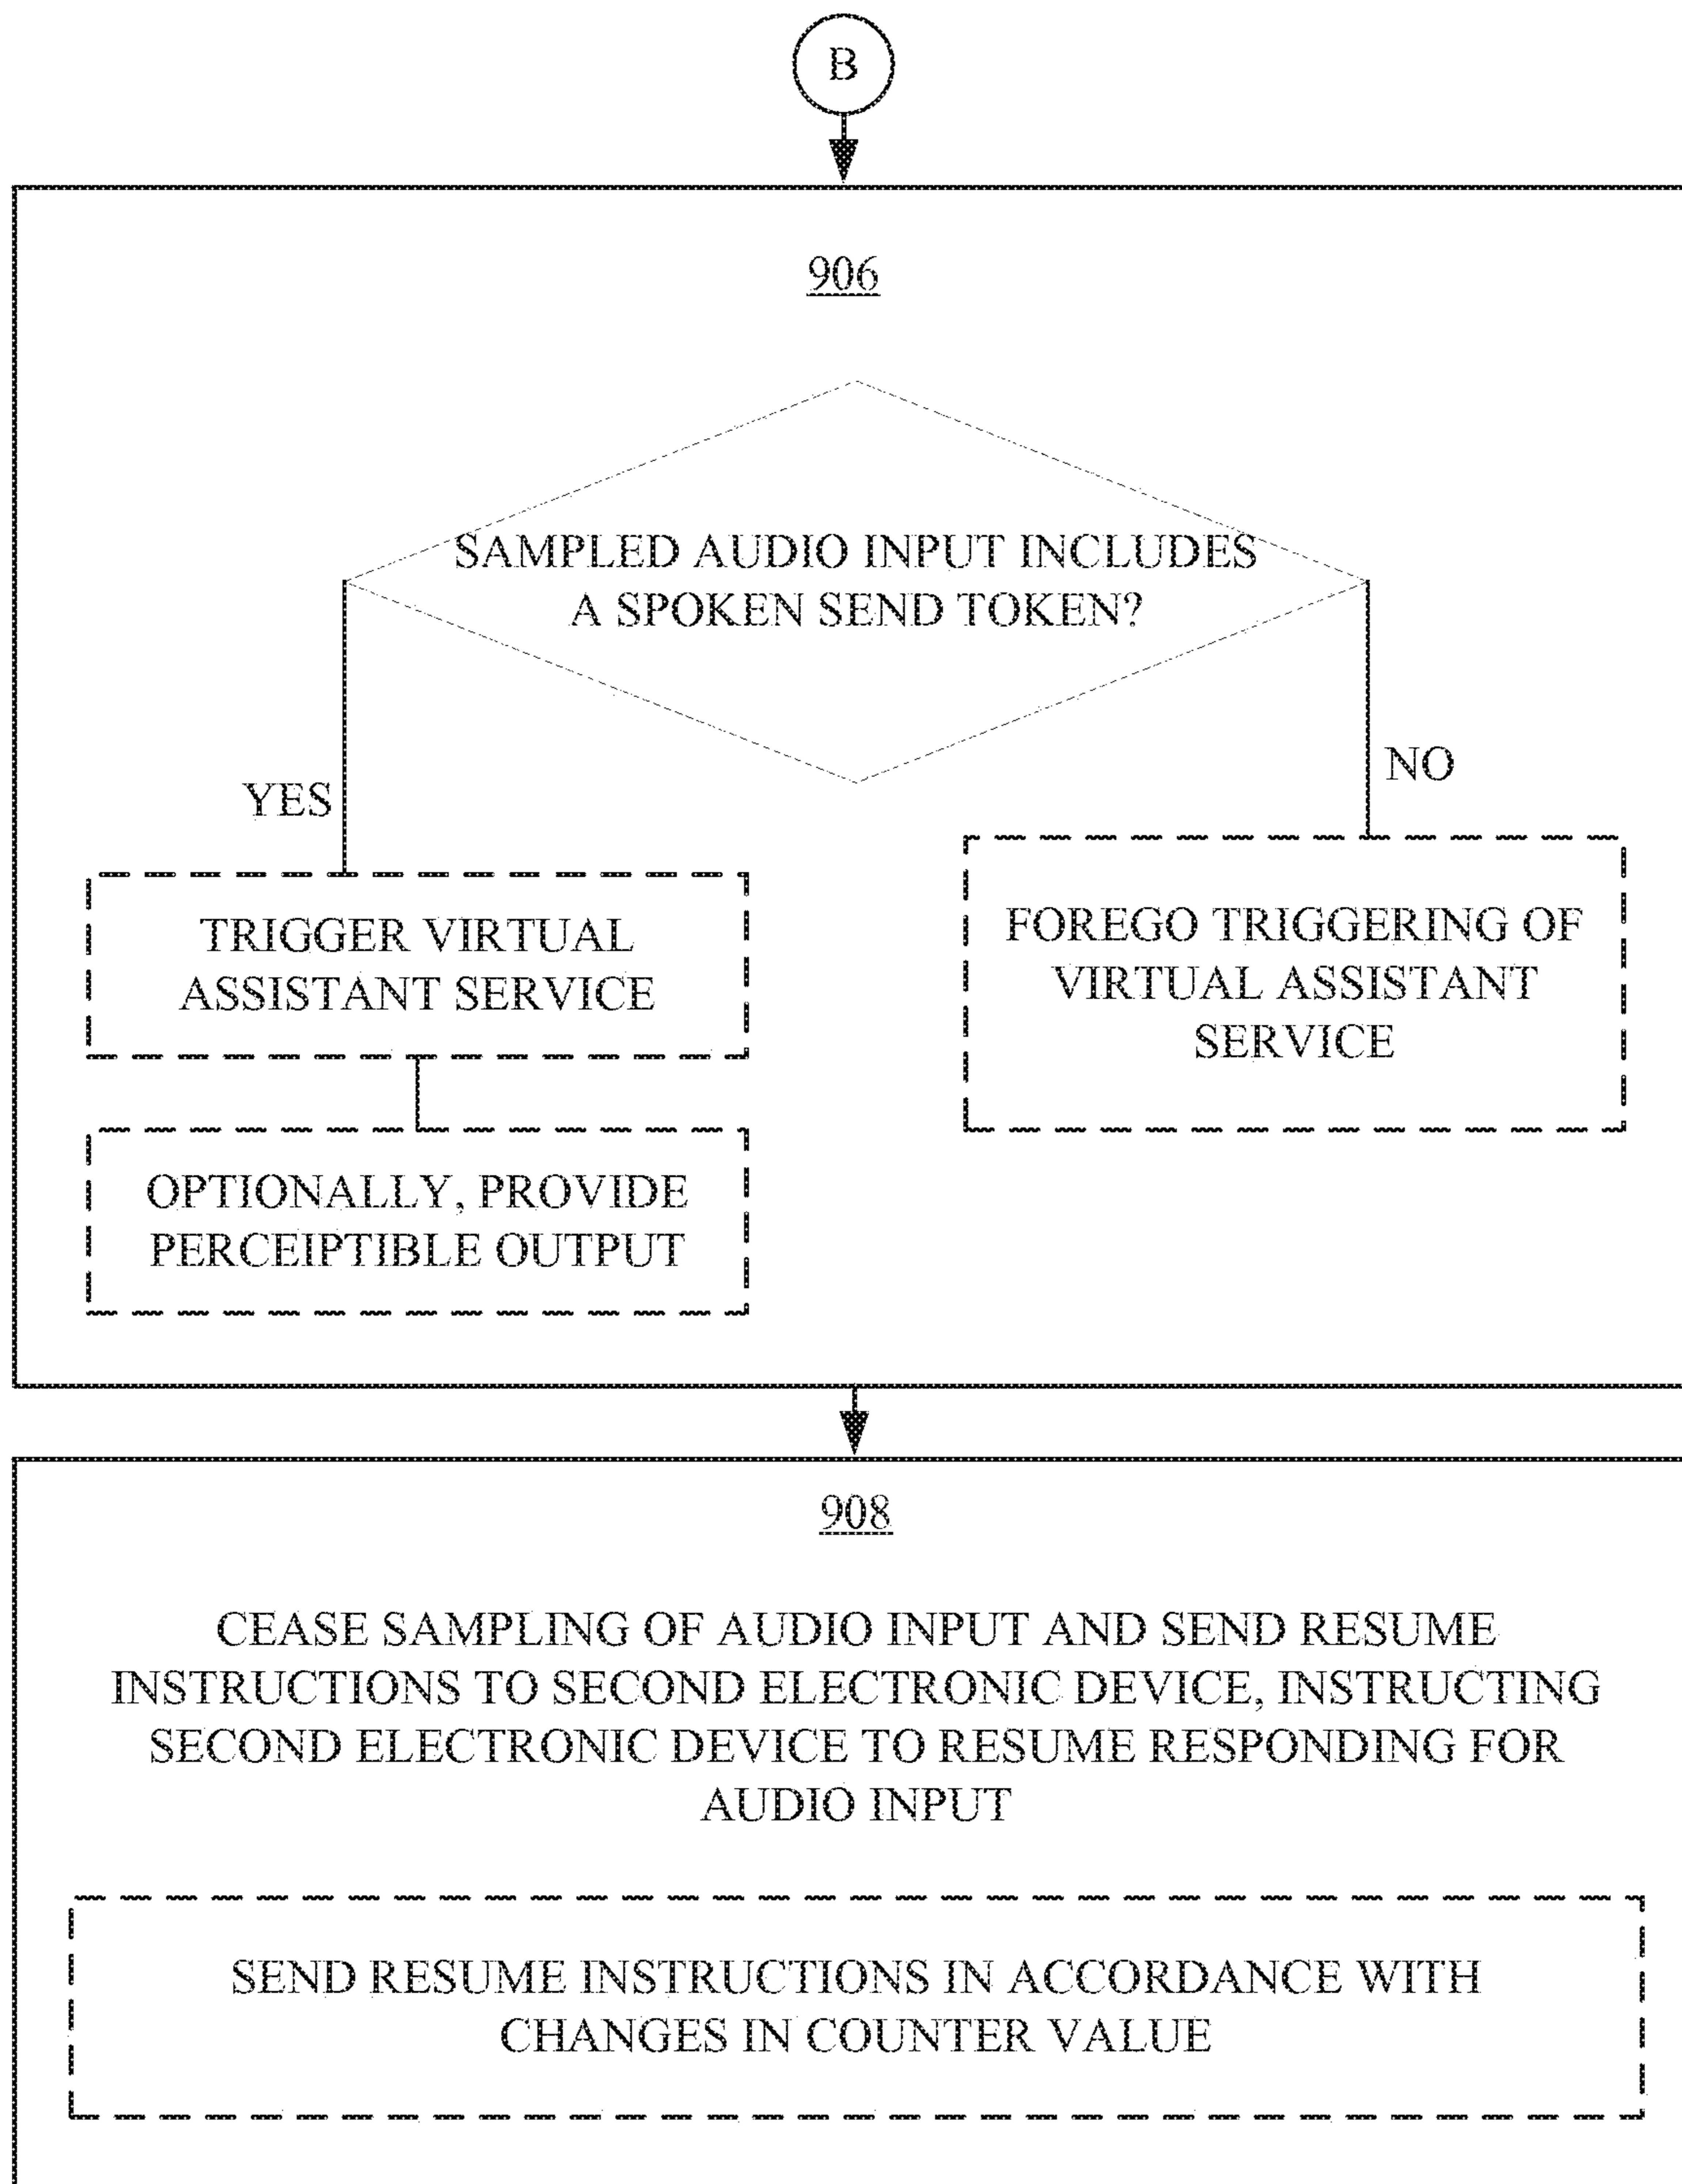 B
906
SAMPLED AUDIO INPUT INCLUDES
A SPOKEN SEND TOKEN?
YES
NO
TRIGGER VIRTUAL
ASSISTANT SERVICE
FOREGO TRIGGERING OF
VIRTUAL ASSISTANT
SERVICE
OPTIONALLY, PROVIDE
PERCEIPTIBLE OUTPUT
908
CEASE SAMPLING OF AUDIO INPUT AND SEND RESUME
INSTRUCTIONS TO SECOND ELECTRONIC DEVICE, INSTRUCTING
SECOND ELECTRONIC DEVICE TO RESUME RESPONDING FOR
AUDIO INPUT
SEND RESUME INSTRUCTIONS IN ACCORDANCE WITH
CHANGES IN COUNTER VALUE